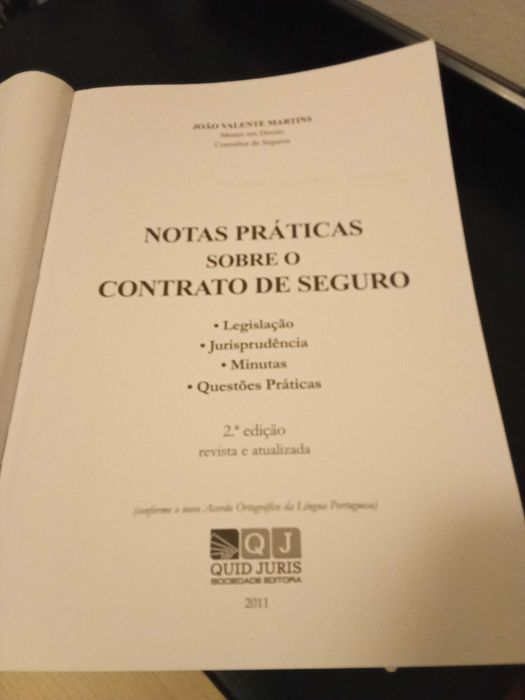 JOÃO VALENTE MARTINS
Mestre em Direito
Consultor de Seguros
NOTAS PRÁTICAS
SOBRE O
CONTRATO DE SEGURO
• Legislação
• Jurisprudência
• Minutas
• Questões Práticas
2.ª edição
revista e atualizada
(conforme o novo Acordo Ortográfico da Língua Portuguesa)
QJ
QUID JURIS
SOCIEDADE EDITORA
2011